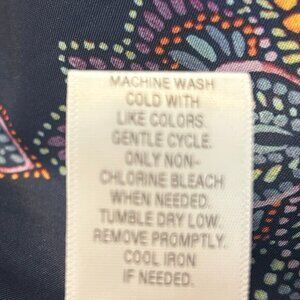 MACHINE WASH
COLD WITH
LIKE COLORS.
GENTLE CYCLE.
ONLY NON-
CHLORINE BLEACH
WHEN NEEDED.
TUMBLE DRY LOW.
REMOVE PROMPTLY.
COOL IRON
IF NEEDED.